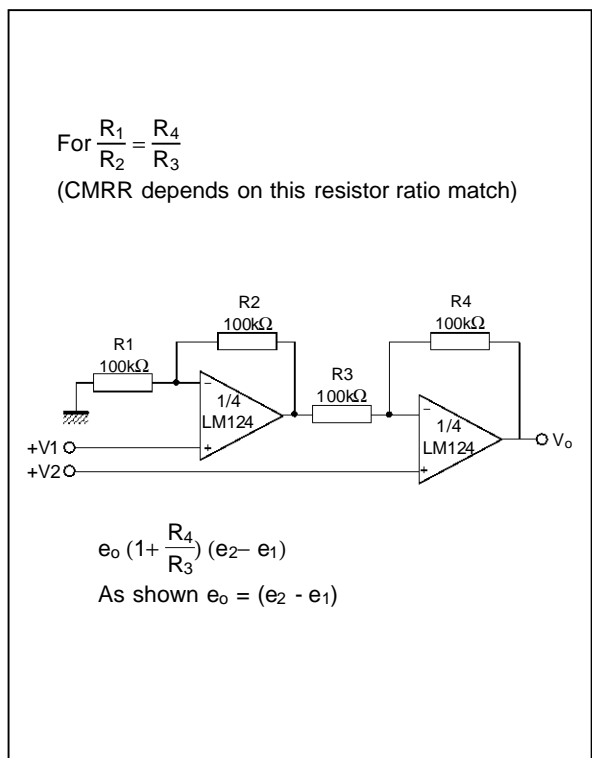 For R1/R2 = R4/R3
(CMRR depends on this resistor ratio match)
R2
100kΩ
R4
100kΩ
R1
100kΩ
R3
100kΩ
−
1/4
LM124
+
−
1/4
LM124
+
Vo
+V1
+V2
eo (1+ R4/R3) (e2− e1)
As shown eo = (e2 - e1)